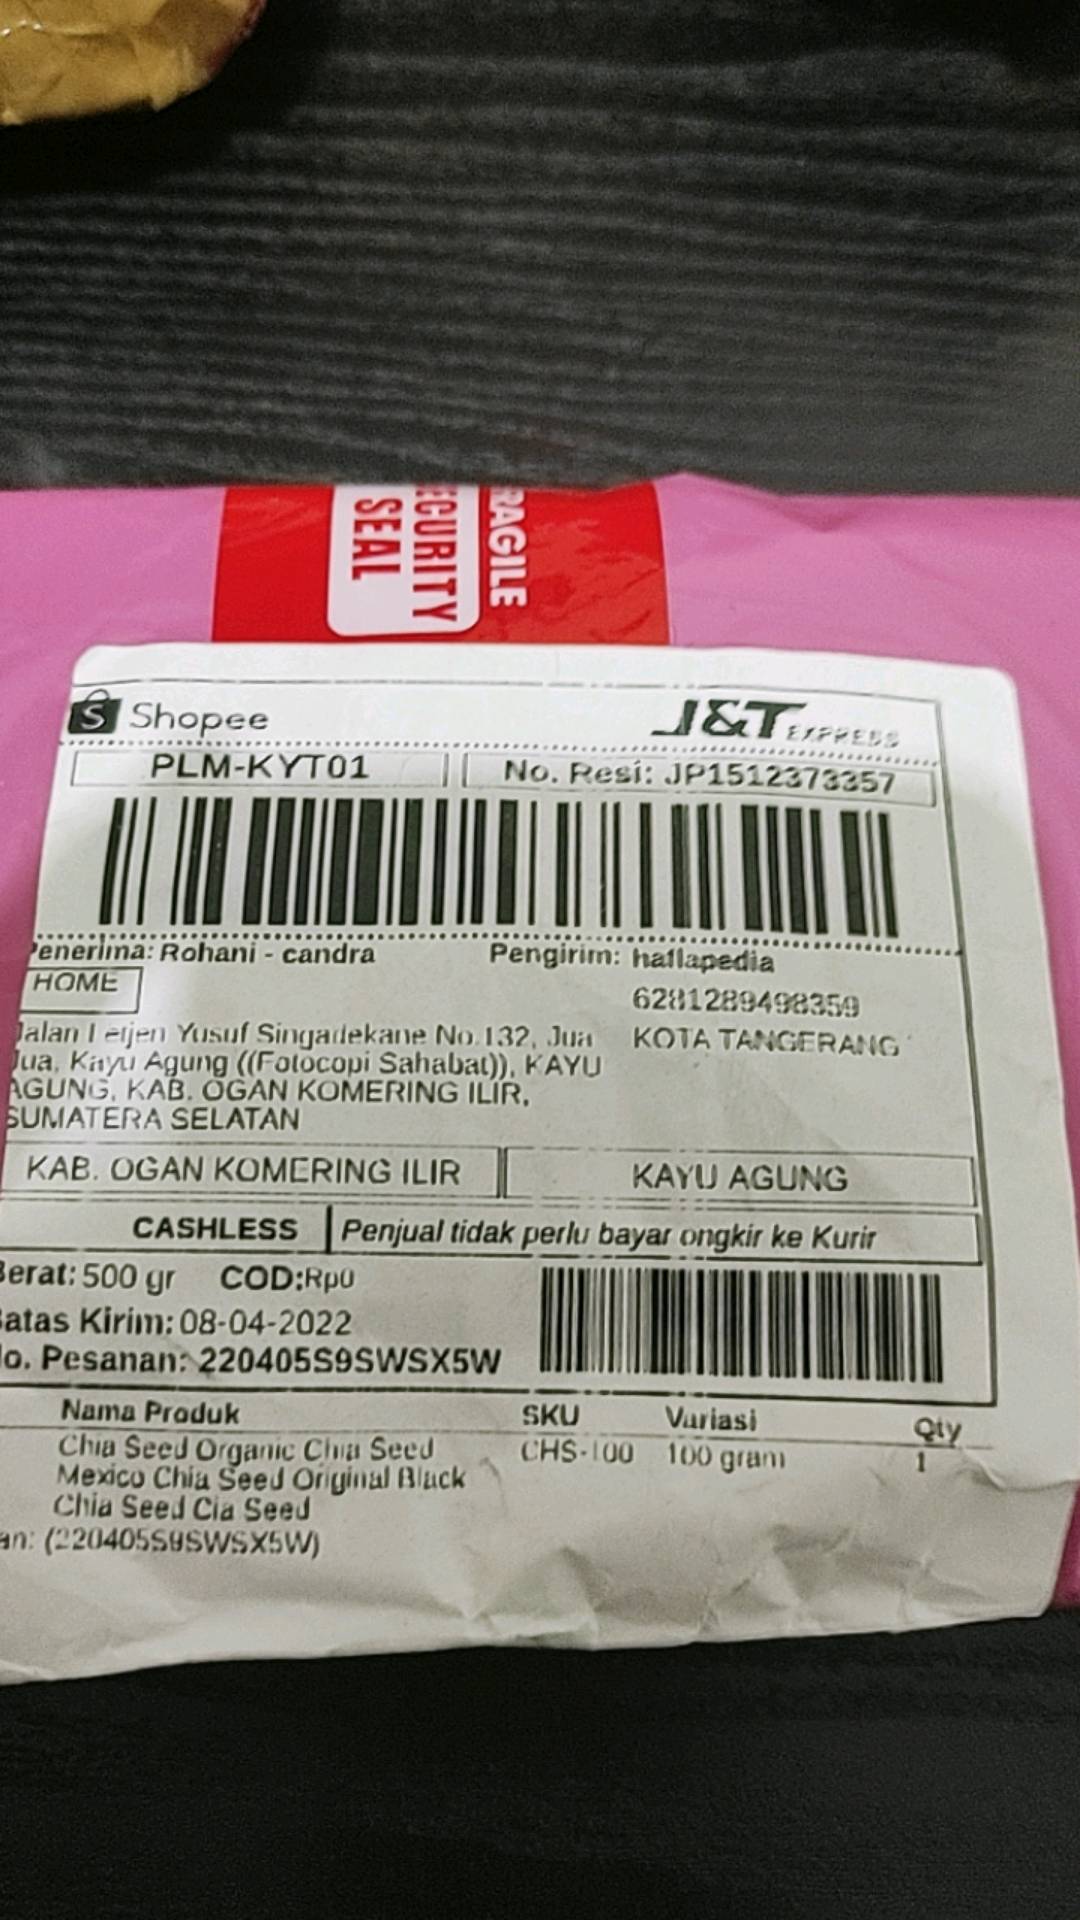 FRAGILE
SECURITY
SEAL
Shopee
J&T EXPRESS
PLM-KYT01
No. Resi: JP1512373357
Penerima: Rohani - candra
Pengirim: haflapedia
HOME
6281289498359
Jalan Letjen Yusuf Singadekane No.132, Jua
KOTA TANGERANG
Jua, Kayu Agung ((Fotocopi Sahabat)), KAYU
AGUNG, KAB. OGAN KOMERING ILIR,
SUMATERA SELATAN
KAB. OGAN KOMERING ILIR
KAYU AGUNG
CASHLESS
Penjual tidak perlu bayar ongkir ke Kurir
Berat: 500 gr COD:Rp0
Batas Kirim: 08-04-2022
No. Pesanan: 220405S9SWSX5W
Nama Produk SKU Variasi Qty
Chia Seed Organic Chia Seed CHS-100 100 gram 1
Mexico Chia Seed Original Black
Chia Seed Cia Seed
an: (220405S9SWSX5W)